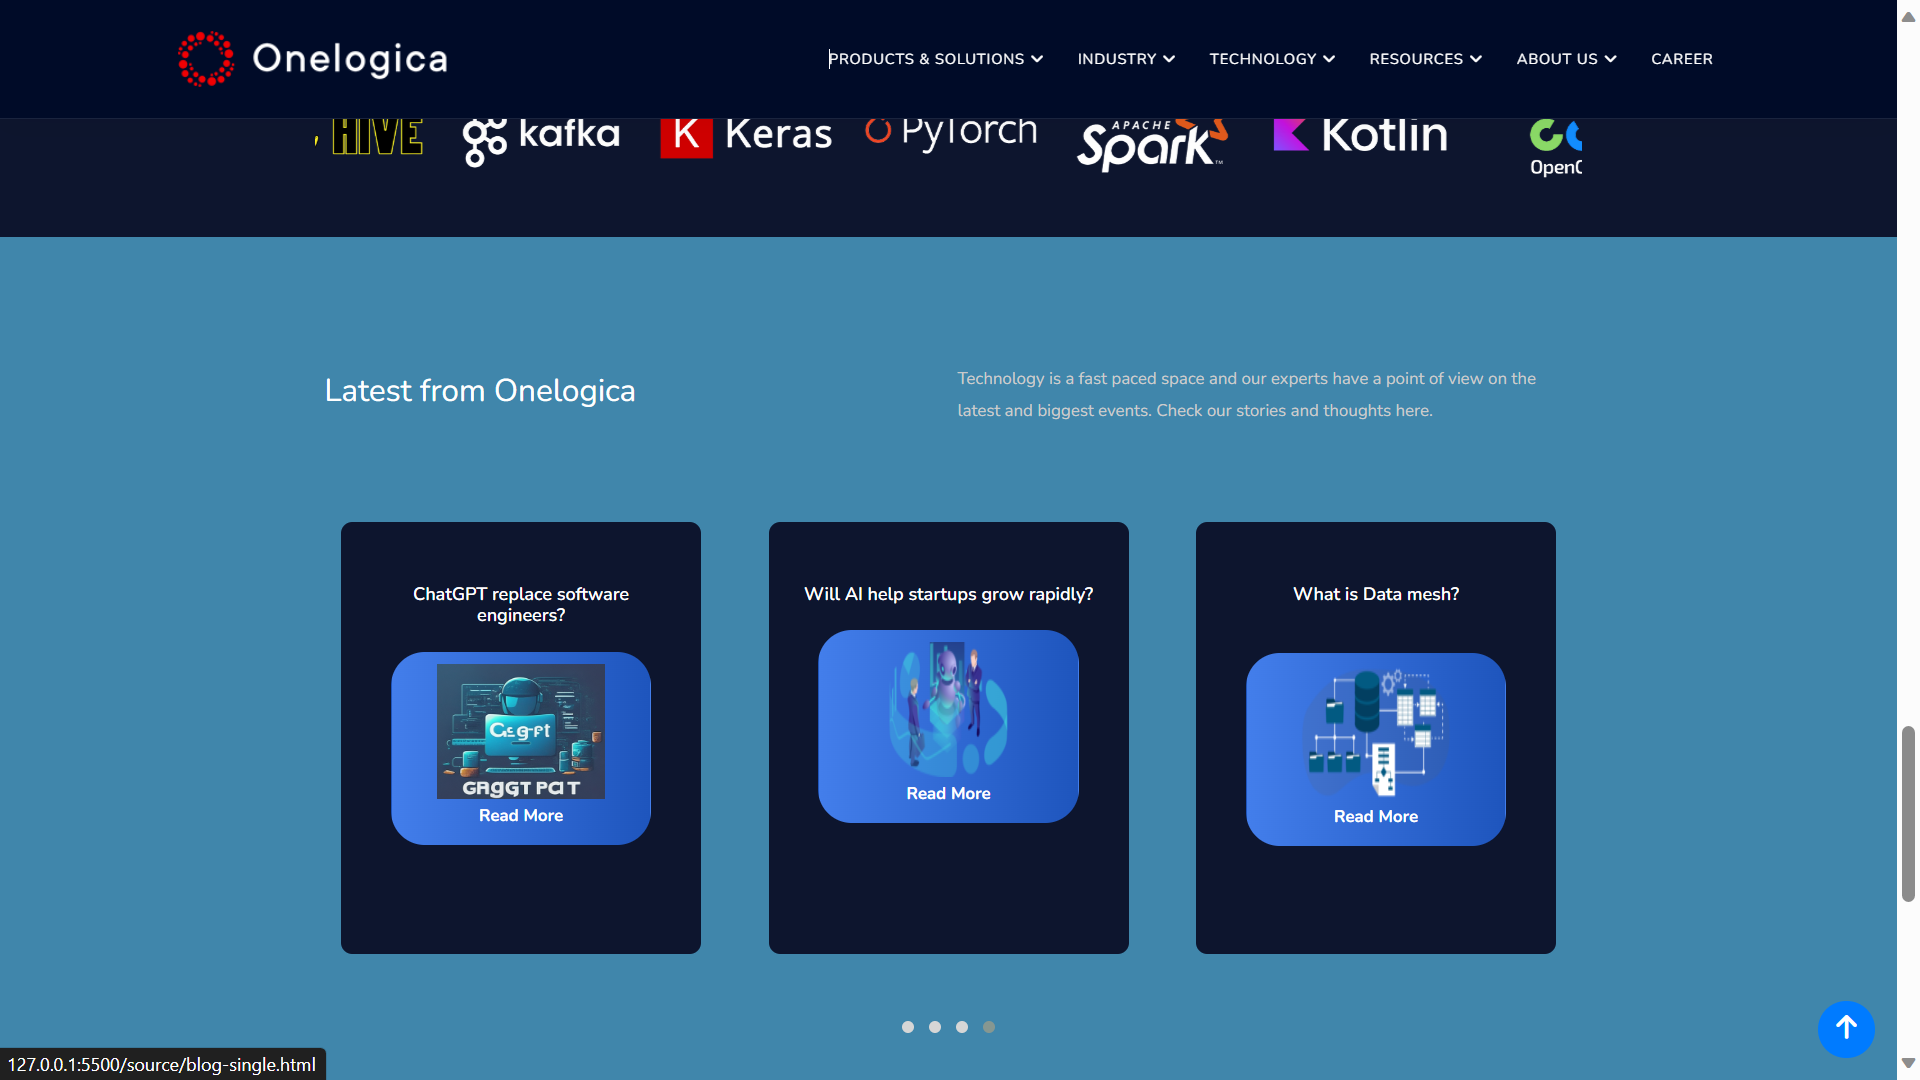 Onelogica
PRODUCTS & SOLUTIONS
INDUSTRY
TECHNOLOGY
RESOURCES
ABOUT US
CAREER
HIVE
kafka
K Keras
PyTorch
APACHE
Spark™
Kotlin
OpenC
Latest from Onelogica
Technology is a fast paced space and our experts have a point of view on the
latest and biggest events. Check our stories and thoughts here.
ChatGPT replace software
engineers?
GRGGT PCIT
Read More
Will AI help startups grow rapidly?
Read More
What is Data mesh?
Read More
127.0.0.1:5500/source/blog-single.html